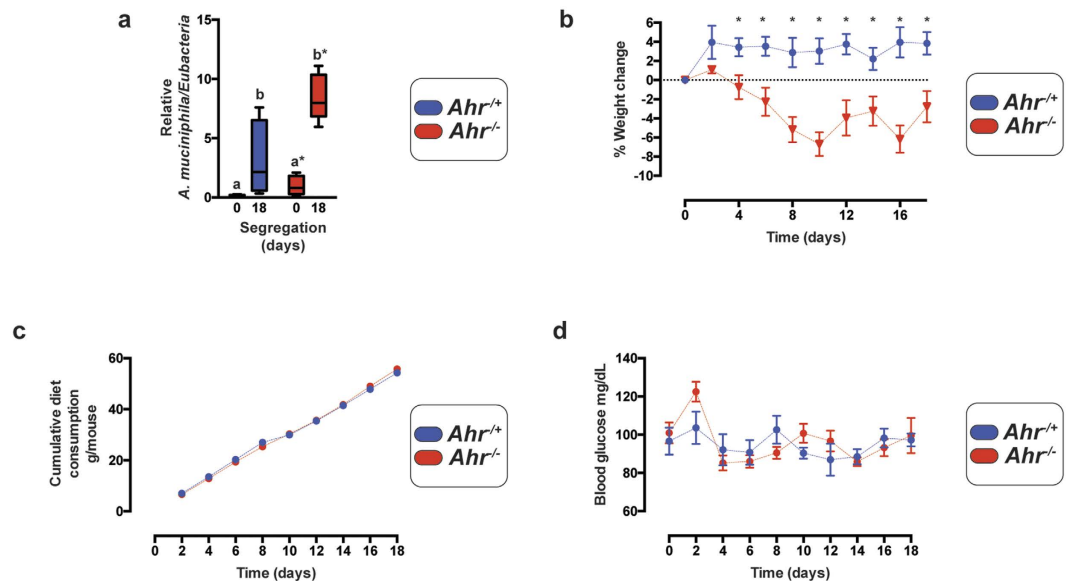 a
Relative
A. muciniphila/Eubacteria
15
10
5
0
a
b
a*
b*
0 18 0 18
Segregation
(days)
Ahr/+
Ahr/-
b
% Weight change
6
4
2
0
-2
-4
-6
-8
-10
* * * * * * * *
0 4 8 12 16
Time (days)
Ahr/+
Ahr/-
c
Cumulative diet
consumption
g/mouse
60
40
20
0
0 2 4 6 8 10 12 14 16 18
Time (days)
Ahr/+
Ahr/-
d
Blood glucose mg/dL
140
120
100
80
60
0 2 4 6 8 10 12 14 16 18
Time (days)
Ahr/+
Ahr/-